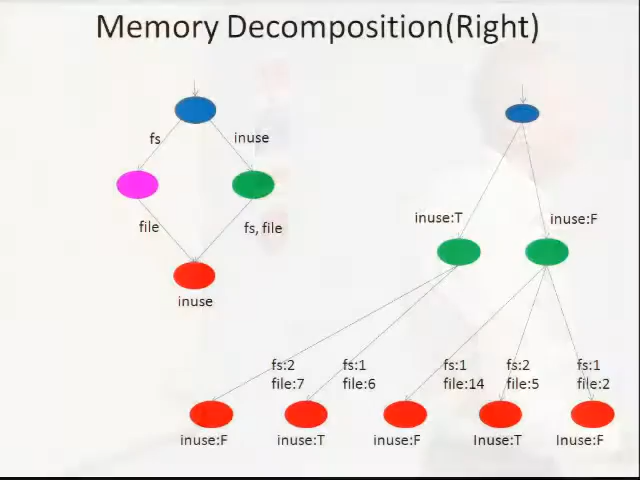 Memory Decomposition(Right)
fs
inuse
file
fs, file
inuse
inuse:T
inuse:F
fs:2
file:7
fs:1
file:6
fs:1
file:14
fs:2
file:5
fs:1
file:2
inuse:F
inuse:T
inuse:F
Inuse:T
Inuse:F